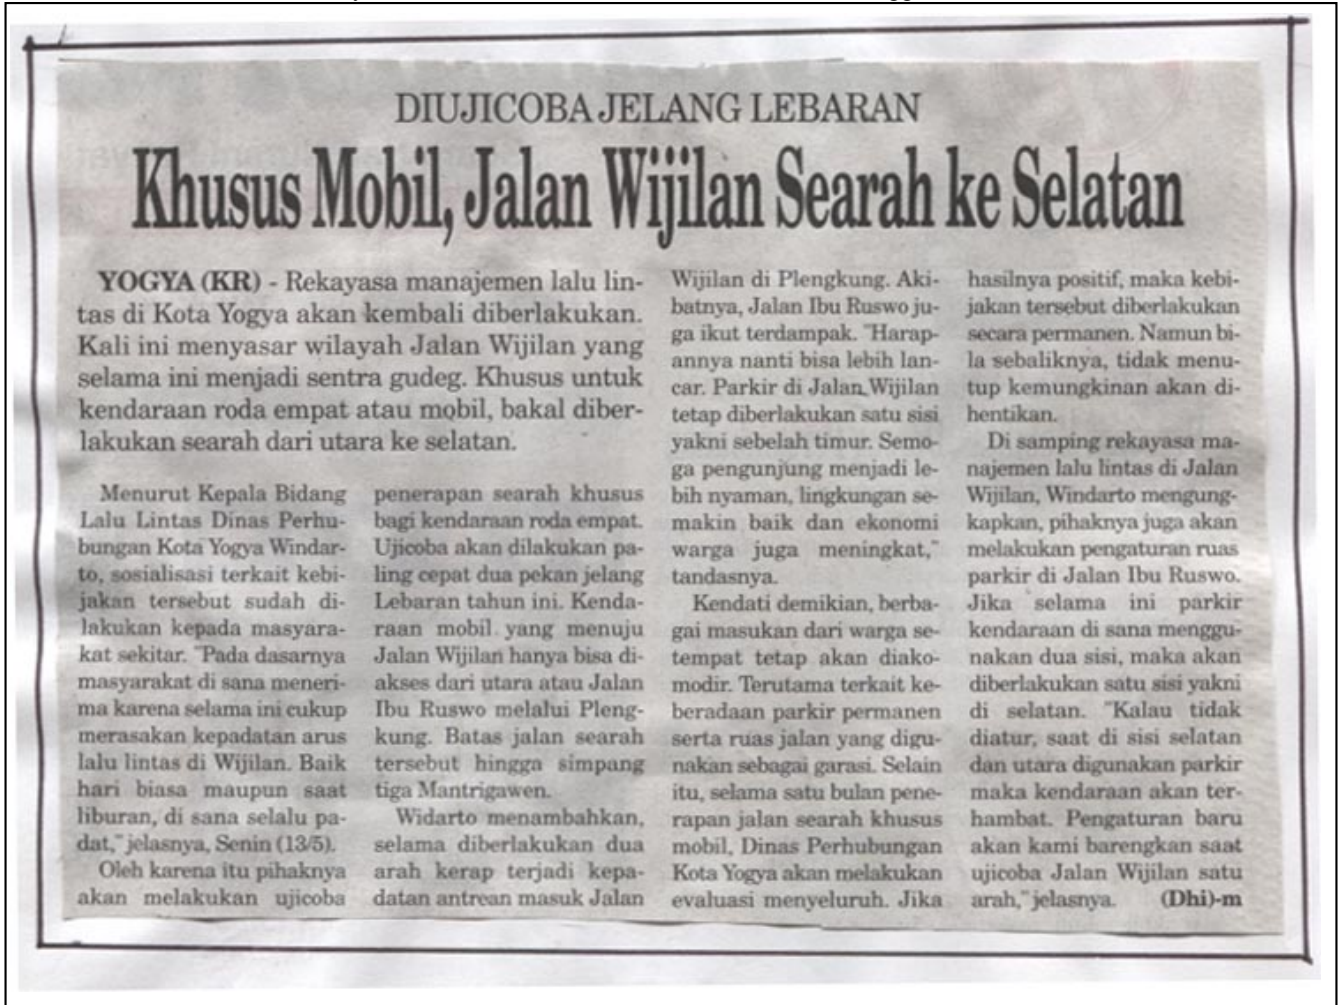 DIUJICOBA JELANG LEBARAN
Khusus Mobil, Jalan Wijilan Searah ke Selatan
YOGYA (KR) - Rekayasa manajemen lalu lin-
tas di Kota Yogya akan kembali diberlakukan.
Kali ini menyasar wilayah Jalan Wijilan yang
selama ini menjadi sentra gudeg. Khusus untuk
kendaraan roda empat atau mobil, bakal diber-
lakukan searah dari utara ke selatan.
Menurut Kepala Bidang
Lalu Lintas Dinas Perhu-
bungan Kota Yogya Windar-
to, sosialisasi terkait kebi-
jakan tersebut sudah di-
lakukan kepada masyara-
kat sekitar. "Pada dasarnya
masyarakat di sana meneri-
ma karena selama ini cukup
merasakan kepadatan arus
lalu lintas di Wijilan. Baik
hari biasa maupun saat
liburan, di sana selalu pa-
dat," jelasnya, Senin (13/5).
Oleh karena itu pihaknya
akan melakukan ujicoba
penerapan searah khusus
bagi kendaraan roda empat.
Ujicoba akan dilakukan pa-
ling cepat dua pekan jelang
Lebaran tahun ini. Kenda-
raan mobil yang menuju
Jalan Wijilan hanya bisa di-
akses dari utara atau Jalan
Ibu Ruswo melalui Pleng-
kung. Batas jalan searah
tersebut hingga simpang
tiga Mantrigawen.
Widarto menambahkan,
selama diberlakukan dua
arah kerap terjadi kepa-
datan antrean masuk Jalan
Wijilan di Plengkung. Aki-
batnya, Jalan Ibu Ruswo ju-
ga ikut terdampak. "Harap-
annya nanti bisa lebih lan-
car. Parkir di Jalan Wijilan
tetap diberlakukan satu sisi
yakni sebelah timur. Semo-
ga pengunjung menjadi le-
bih nyaman, lingkungan se-
makin baik dan ekonomi
warga juga meningkat,"
tandasnya.
Kendati demikian, berba-
gai masukan dari warga se-
tempat tetap akan diako-
modir. Terutama terkait ke-
beradaan parkir permanen
serta ruas jalan yang digu-
nakan sebagai garasi. Selain
itu, selama satu bulan pene-
rapan jalan searah khusus
mobil, Dinas Perhubungan
Kota Yogya akan melakukan
evaluasi menyeluruh. Jika
hasilnya positif, maka kebi-
jakan tersebut diberlakukan
secara permanen. Namun bi-
la sebaliknya, tidak menu-
tup kemungkinan akan di-
hentikan.
Di samping rekayasa ma-
najemen lalu lintas di Jalan
Wijilan, Windarto mengung-
kapkan, pihaknya juga akan
melakukan pengaturan ruas
parkir di Jalan Ibu Ruswo.
Jika selama ini parkir
kendaraan di sana menggu-
nakan dua sisi, maka akan
diberlakukan satu sisi yakni
di selatan. "Kalau tidak
diatur, saat di sisi selatan
dan utara digunakan parkir
maka kendaraan akan ter-
hambat. Pengaturan baru
akan kami barengkan saat
ujicoba Jalan Wijilan satu
arah," jelasnya. (Dhi)-m